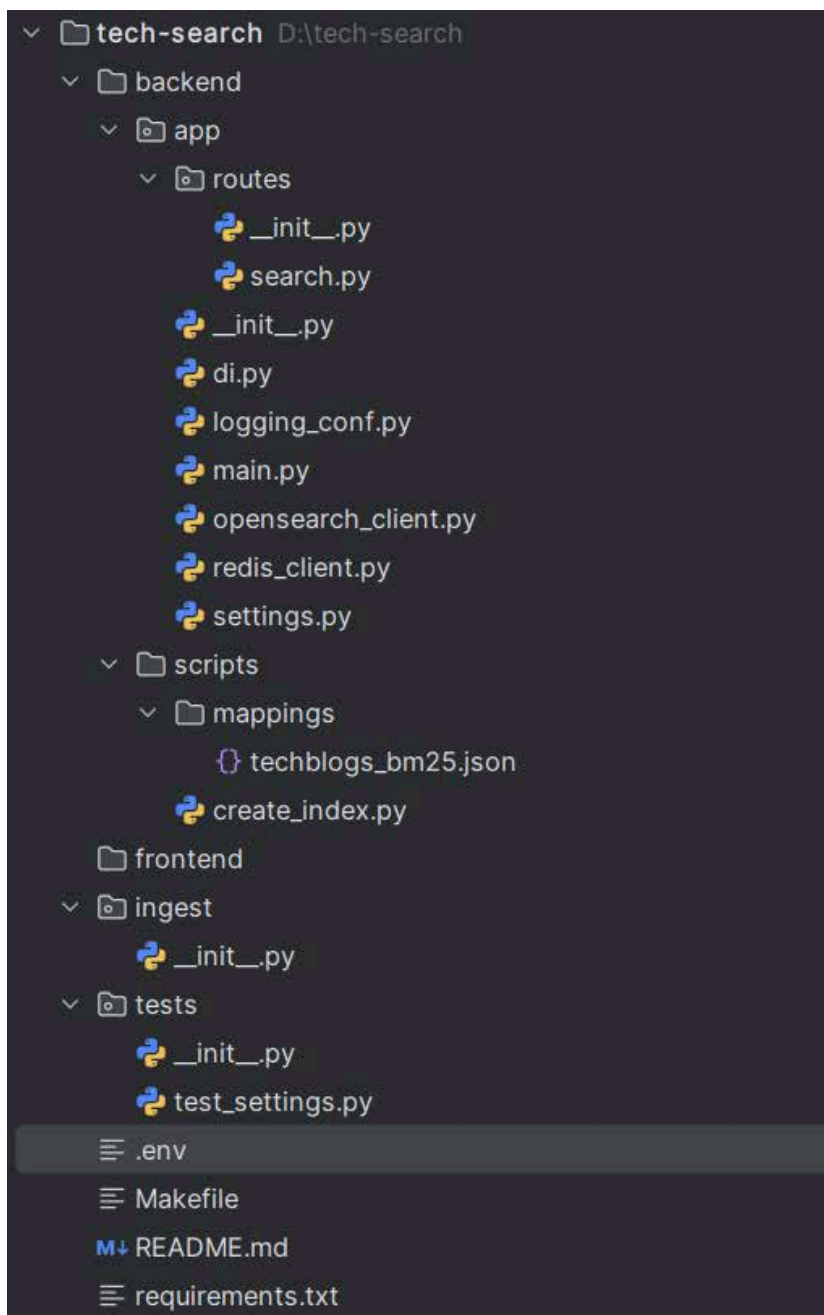 tech-search D:\tech-search
backend
app
routes
__init__.py
search.py
__init__.py
di.py
logging_conf.py
main.py
opensearch_client.py
redis_client.py
settings.py
scripts
mappings
{} techblogs_bm25.json
create_index.py
frontend
ingest
__init__.py
tests
__init__.py
test_settings.py
.env
Makefile
M↓ README.md
requirements.txt